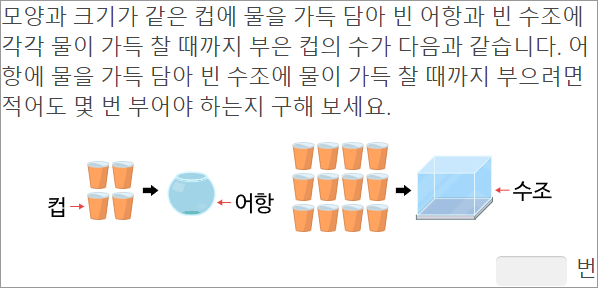 모양과 크기가 같은 컵에 물을 가득 담아 빈 어항과 빈 수조에
각각 물이 가득 찰 때까지 부은 컵의 수가 다음과 같습니다. 어
항에 물을 가득 담아 빈 수조에 물이 가득 찰 때까지 부으려면
적어도 몇 번 부어야 하는지 구해 보세요.
컵
어항
수조
번